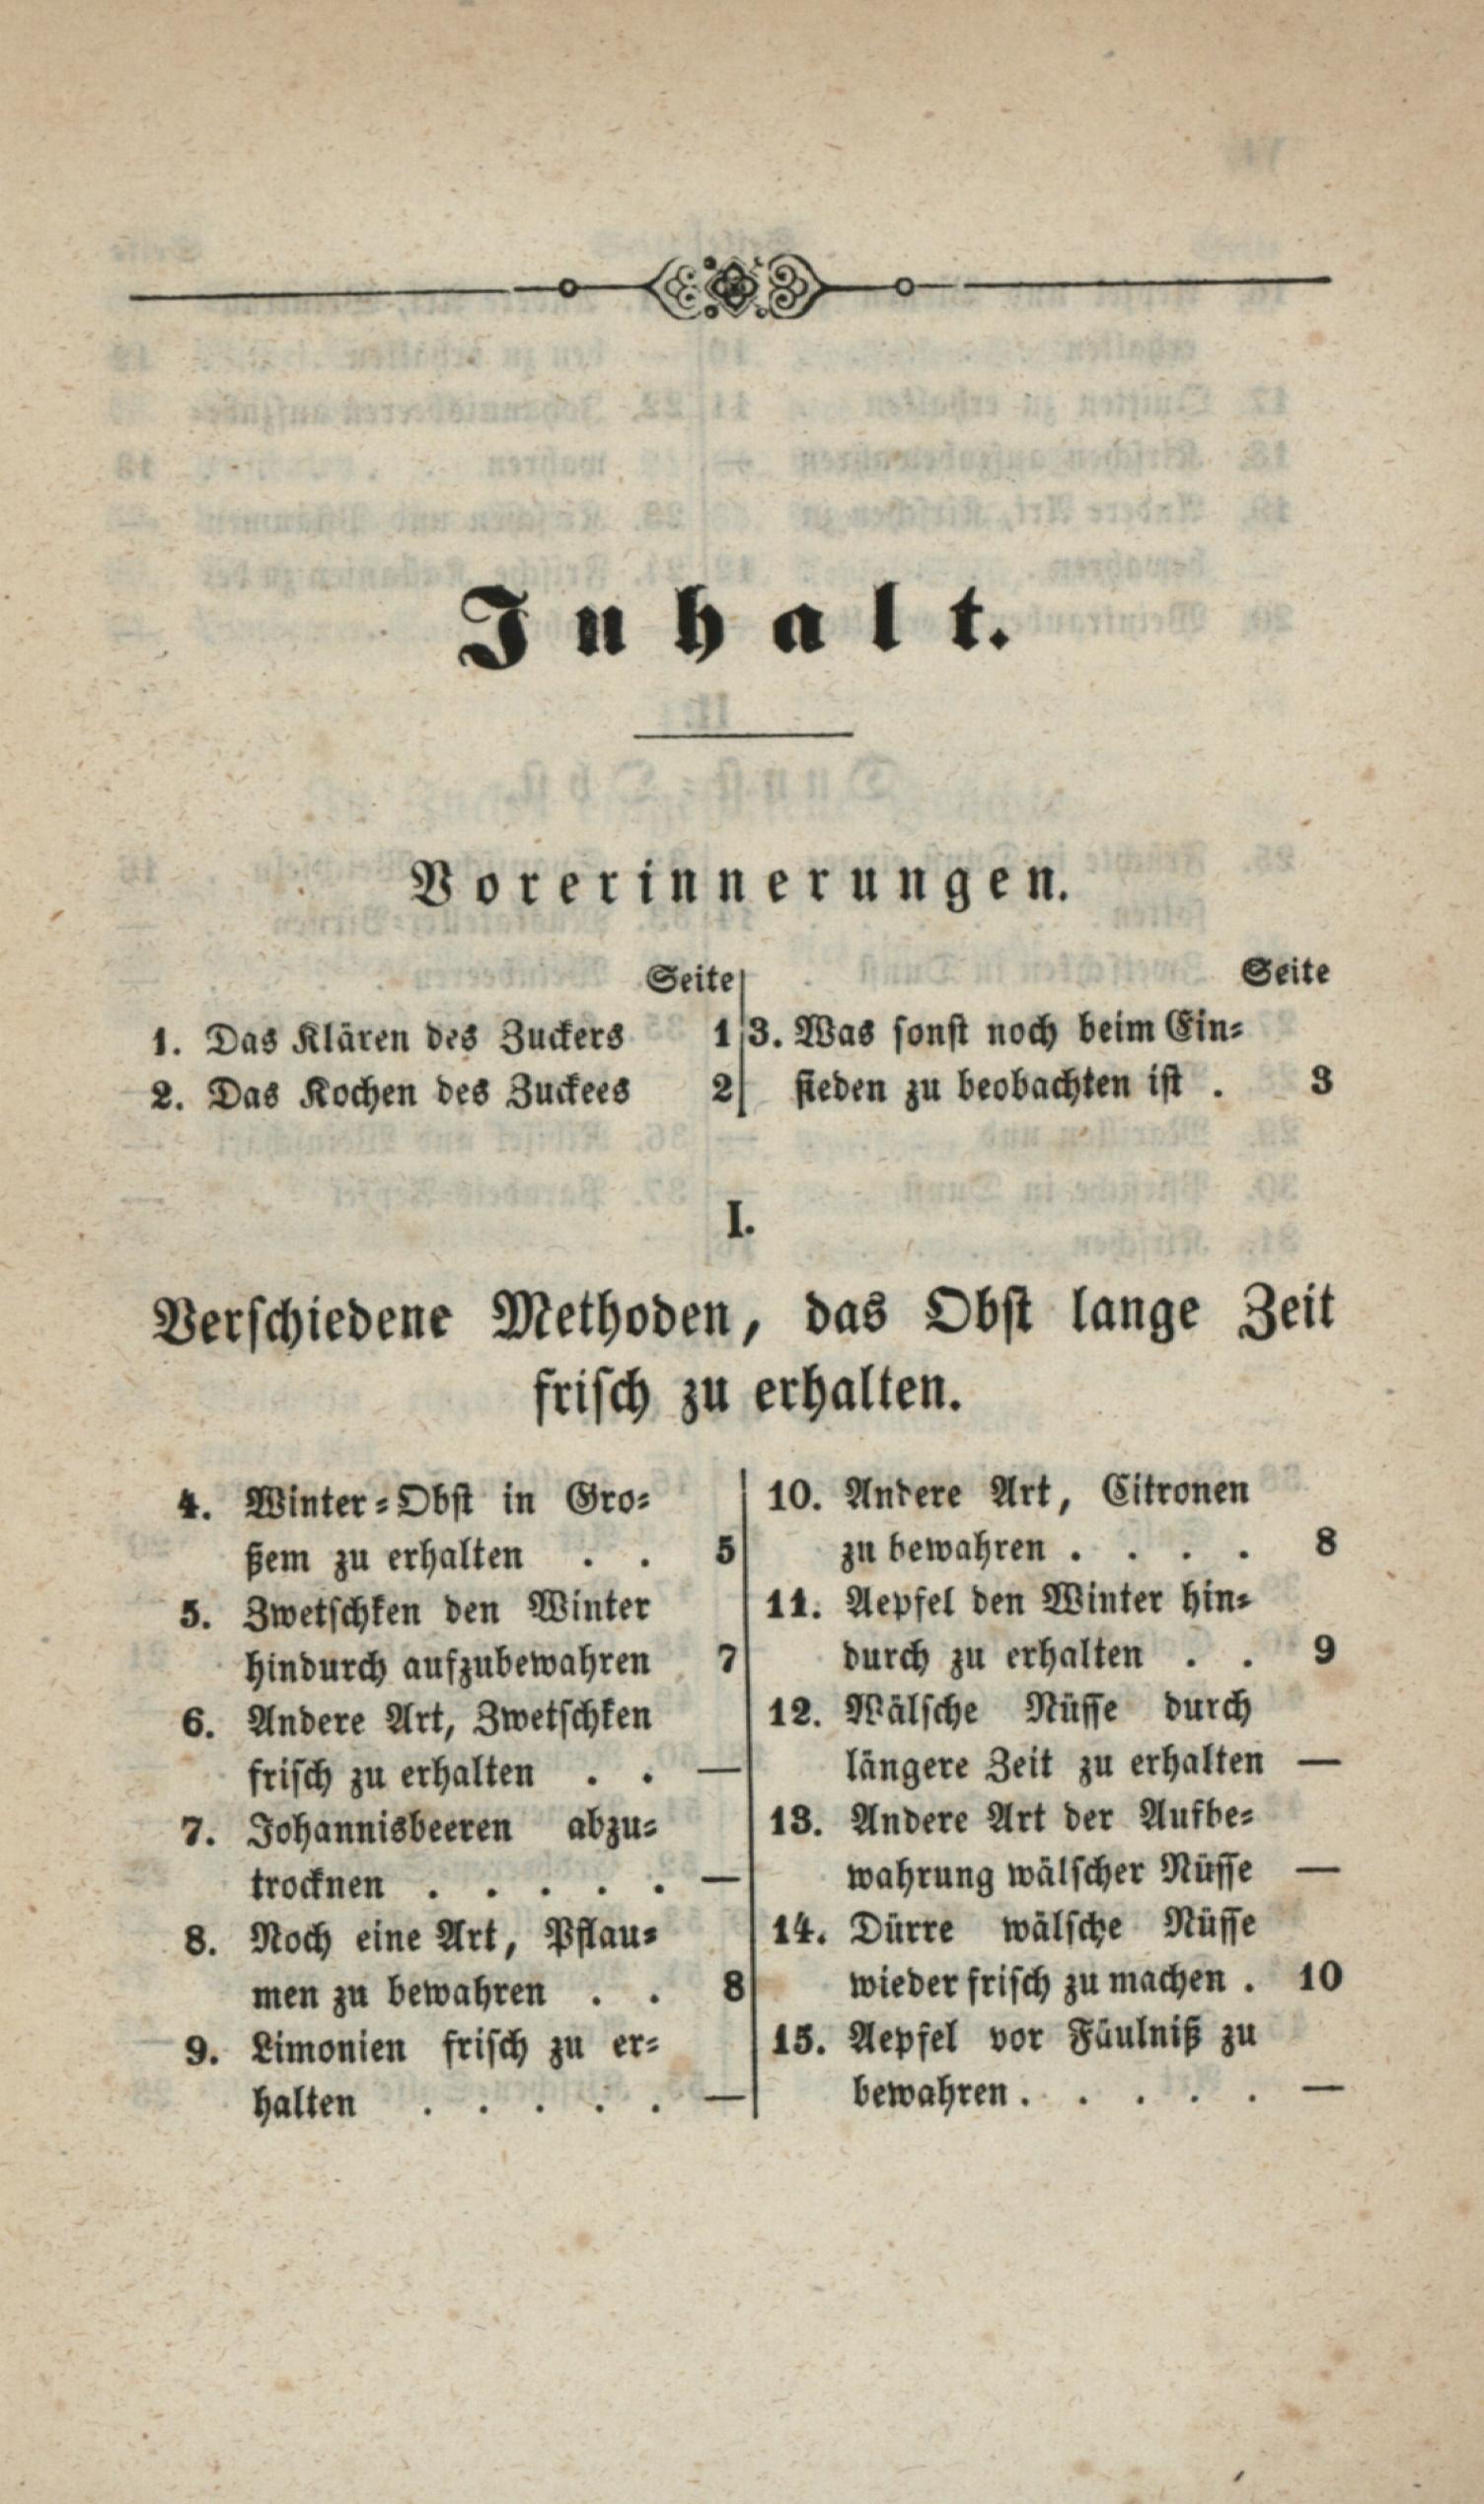 Inhalt.
Vorerinnerungen.
Seite
1. Das Klären des Zuckers 1
2. Das Kochen des Zuckees 2
Seite
3. Was sonst noch beim Ein-
sieden zu beobachten ist . 3
I.
Verschiedene Methoden, das Obst lange Zeit
frisch zu erhalten.
4. Winter-Obst in Gro-
ßem zu erhalten . . 5
5. Zwetschken den Winter
hindurch aufzubewahren 7
6. Andere Art, Zwetschken
frisch zu erhalten . . —
7. Johannisbeeren abzu-
trocknen . . . . . —
8. Noch eine Art, Pflau-
men zu bewahren . . 8
9. Limonien frisch zu er-
halten . . . . . —
10. Andere Art, Citronen
zu bewahren . . . . 8
11. Aepfel den Winter hin-
durch zu erhalten . . 9
12. Wälsche Nüsse durch
längere Zeit zu erhalten —
13. Andere Art der Aufbe-
wahrung wälscher Nüsse —
14. Dürre wälsche Nüsse
wieder frisch zu machen . 10
15. Aepfel vor Fäulniß zu
bewahren . . . . . —